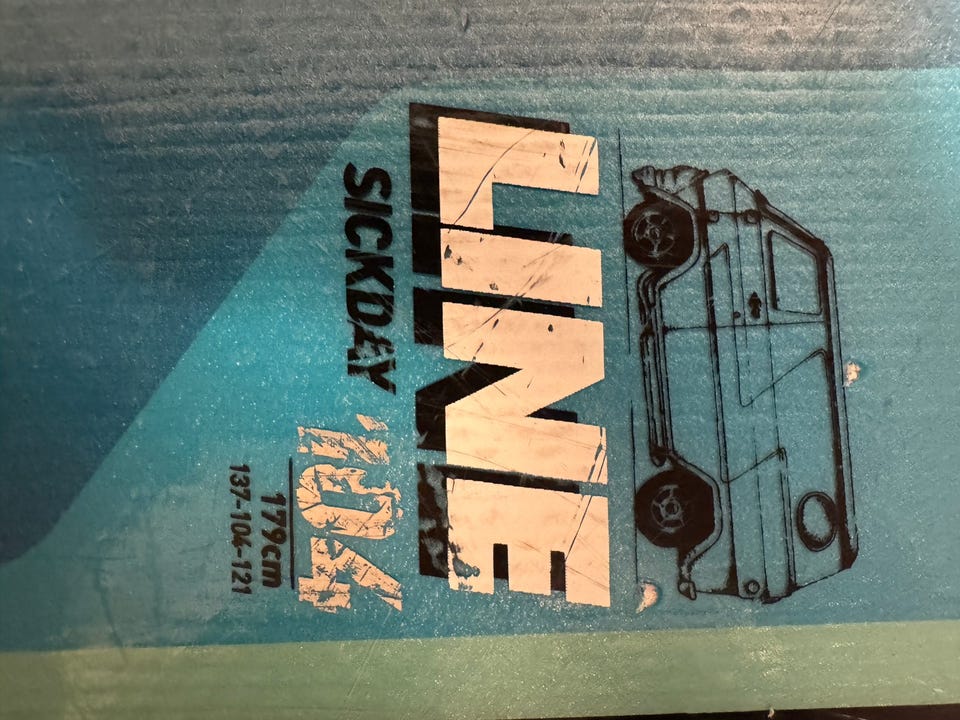 LINE
SICKDAY
'104
179cm
137-104-121